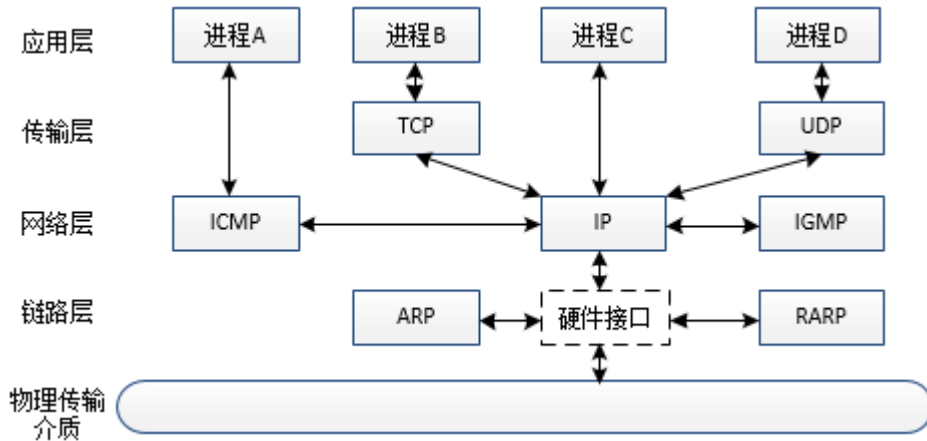 应用层
进程A
进程B
进程C
进程D
传输层
TCP
UDP
网络层
ICMP
IP
IGMP
链路层
ARP
硬件接口
RARP
物理传输
介质